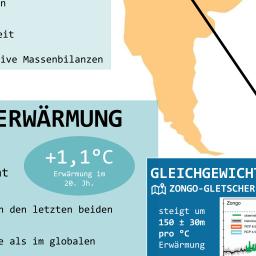 n
eit
ive Massenbilanzen
ERWÄRMUNG
+1,1°C
Erwärmung im
20. Jh.
t
n den letzten beiden
e als im globalen
GLEICHGEWICHT
ZONGO-GLETSCHER
steigt um
150 ± 30m
pro °C
Erwärmung
Zongo